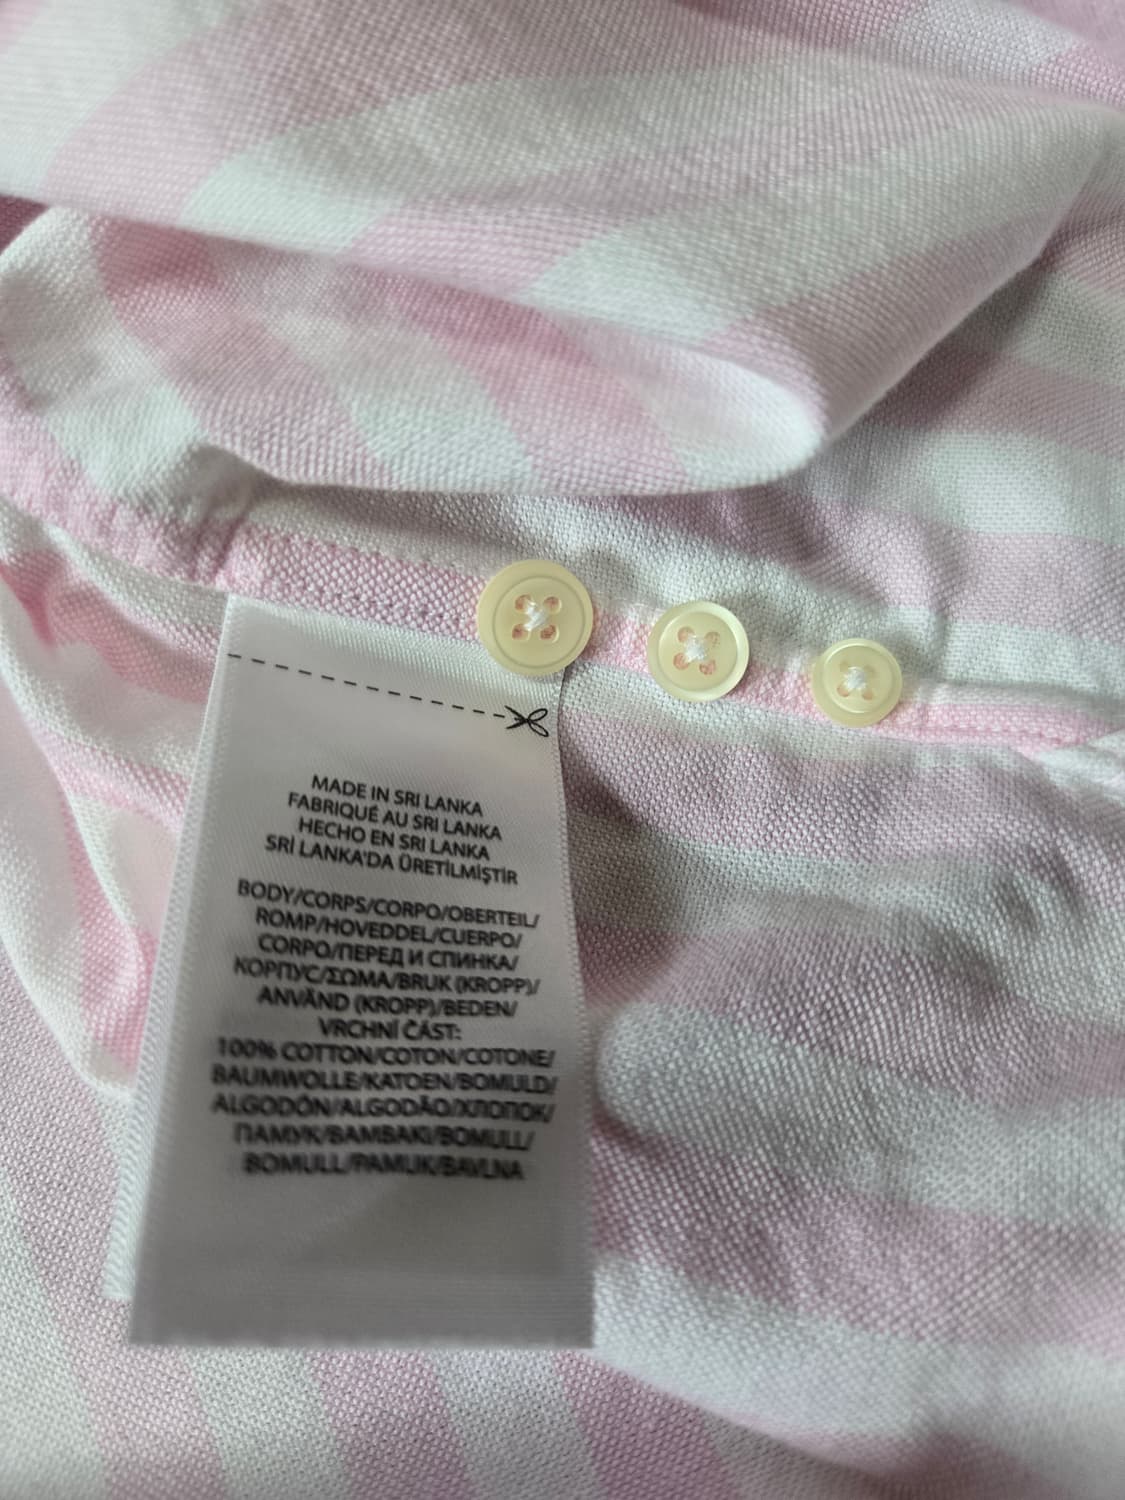 MADE IN SRI LANKA
FABRIQUÉ AU SRI LANKA
HECHO EN SRI LANKA
SRİ LANKA'DA ÜRETİLMİŞTİR
BODY/CORPS/CORPO/OBERTEIL/
ROMP/HOVEDDEL/CUERPO/
CORPO/ПЕРЕД И СПИНКА/
КОРПУС/ΣΩΜΑ/BRUK (KROPP)/
ANVÄND (KROPP)/BEDEN/
VRCHNÍ ČÁST:
100% COTTON/COTON/COTONE/
BAUMWOLLE/KATOEN/BOMULD/
ALGODÓN/ALGODÃO/ХЛОПОК/
ПАМУК/ΒΑΜΒΑΚΙ/BOMULL/
BOMULL/PAMUK/BAVLNA